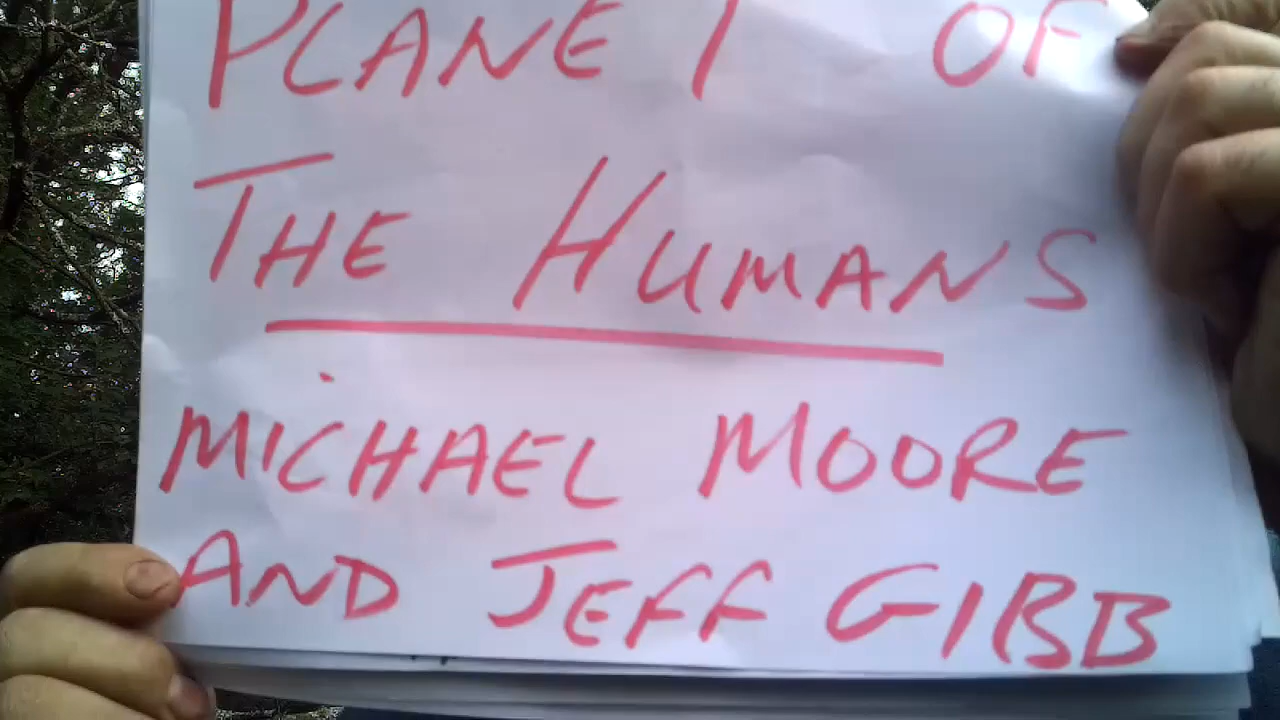 PLANET OF
THE HUMANS
MICHAEL MOORE
AND JEFF GIBB